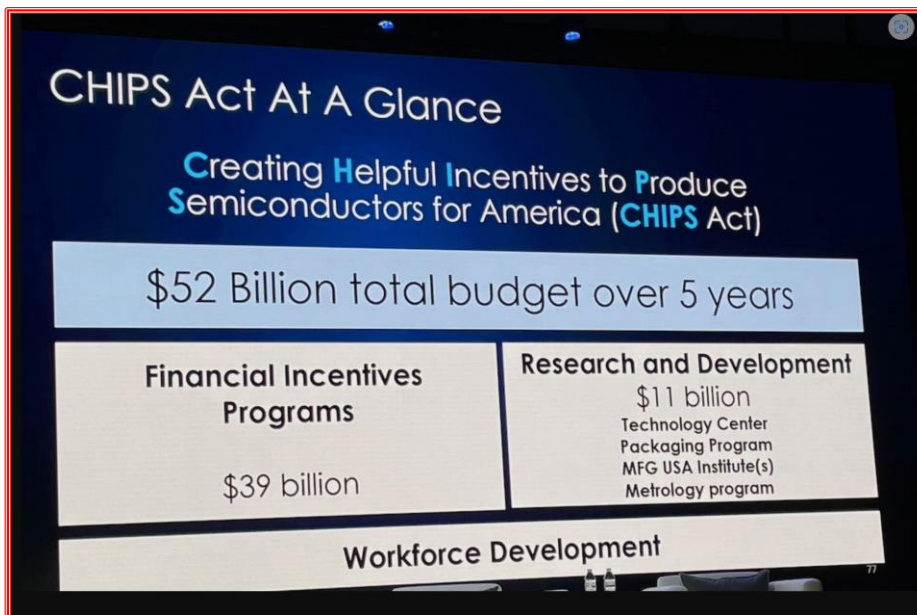 CHIPS Act At A Glance
Creating Helpful Incentives to Produce
Semiconductors for America (CHIPS Act)
$52 Billion total budget over 5 years
Financial Incentives
Programs
$39 billion
Research and Development
$11 billion
Technology Center
Packaging Program
MFG USA Institute(s)
Metrology program
Workforce Development
77